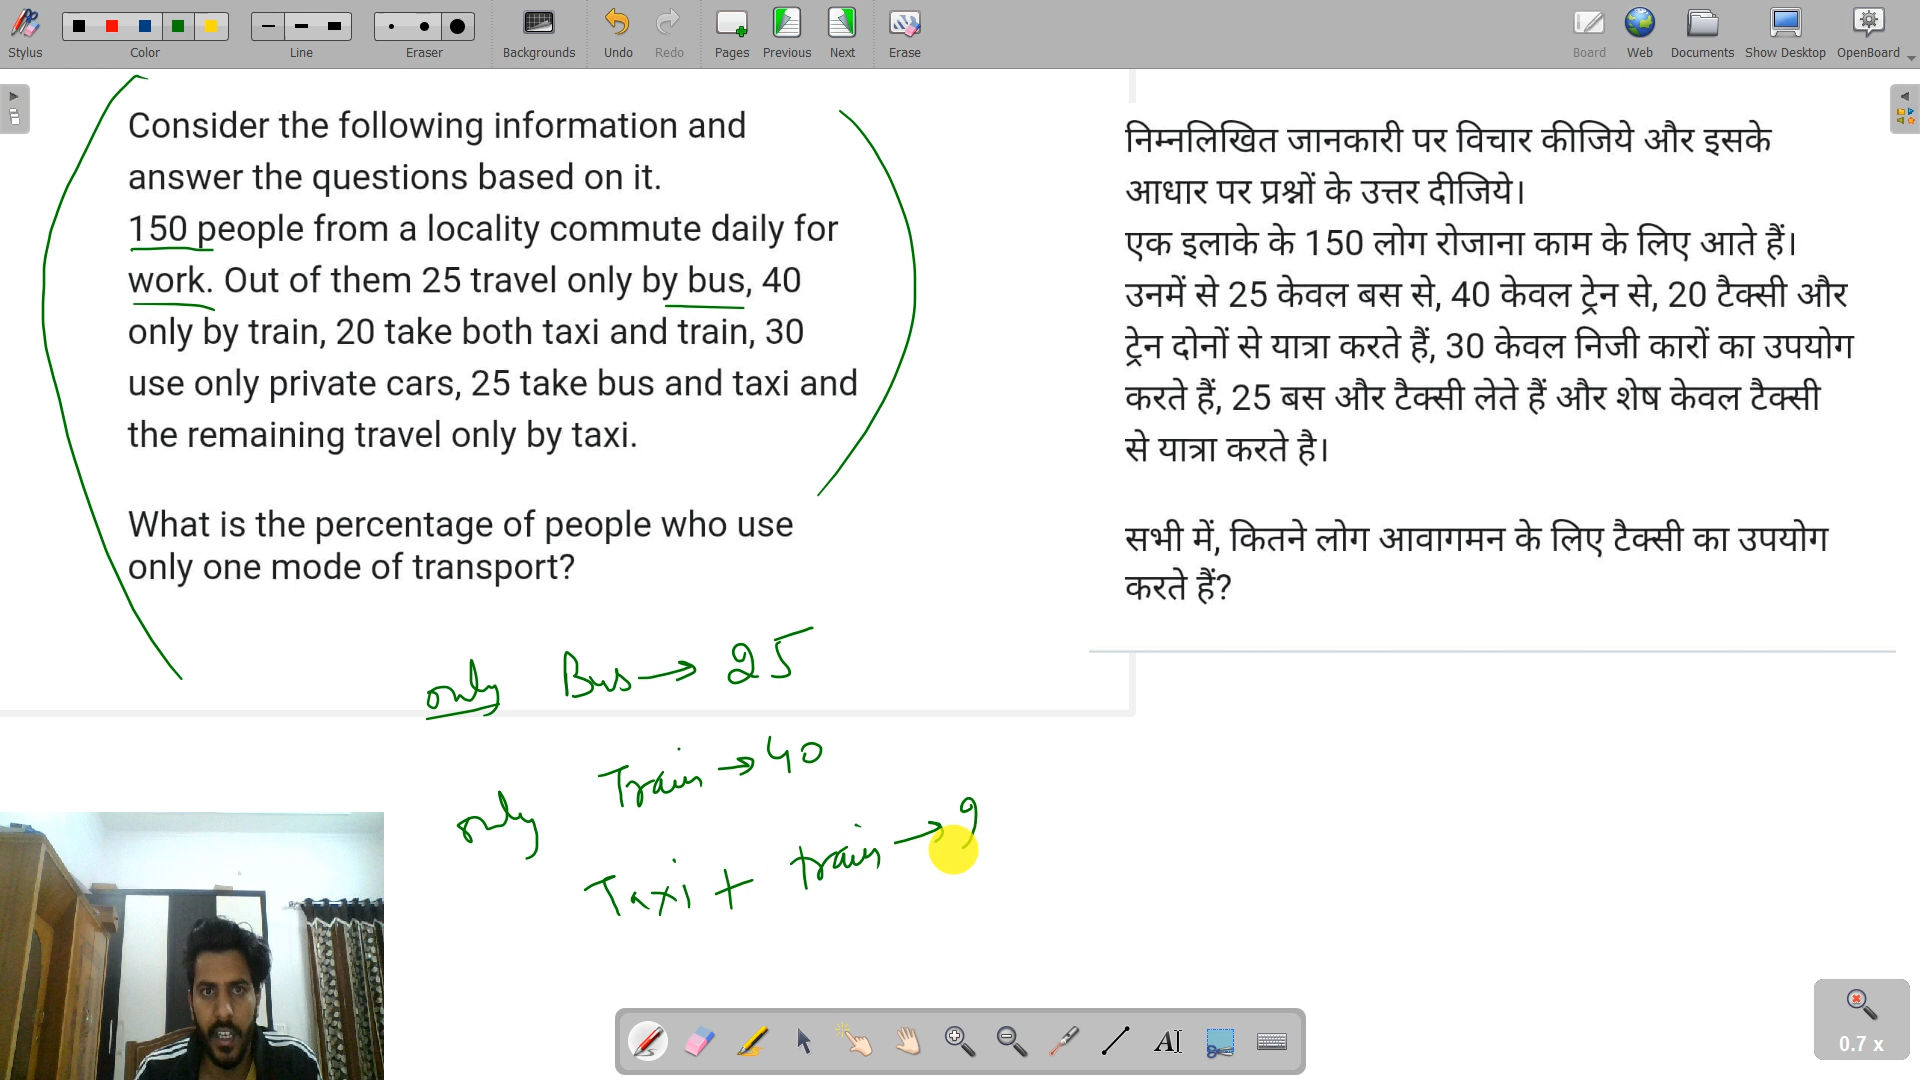 Stylus Color Line Eraser Backgrounds Undo Redo Pages Previous Next Erase Board Web Documents Show Desktop OpenBoard
Consider the following information and
answer the questions based on it.
150 people from a locality commute daily for
work. Out of them 25 travel only by bus, 40
only by train, 20 take both taxi and train, 30
use only private cars, 25 take bus and taxi and
the remaining travel only by taxi.
What is the percentage of people who use
only one mode of transport?
निम्नलिखित जानकारी पर विचार कीजिये और इसके
आधार पर प्रश्नों के उत्तर दीजिये।
एक इलाके के 150 लोग रोजाना काम के लिए आते हैं।
उनमें से 25 केवल बस से, 40 केवल ट्रेन से, 20 टैक्सी और
ट्रेन दोनों से यात्रा करते हैं, 30 केवल निजी कारों का उपयोग
करते हैं, 25 बस और टैक्सी लेते हैं और शेष केवल टैक्सी
से यात्रा करते है।
सभी में, कितने लोग आवागमन के लिए टैक्सी का उपयोग
करते हैं?
only Bus → 25
only Train → 40
Taxi + train →
0.7 x